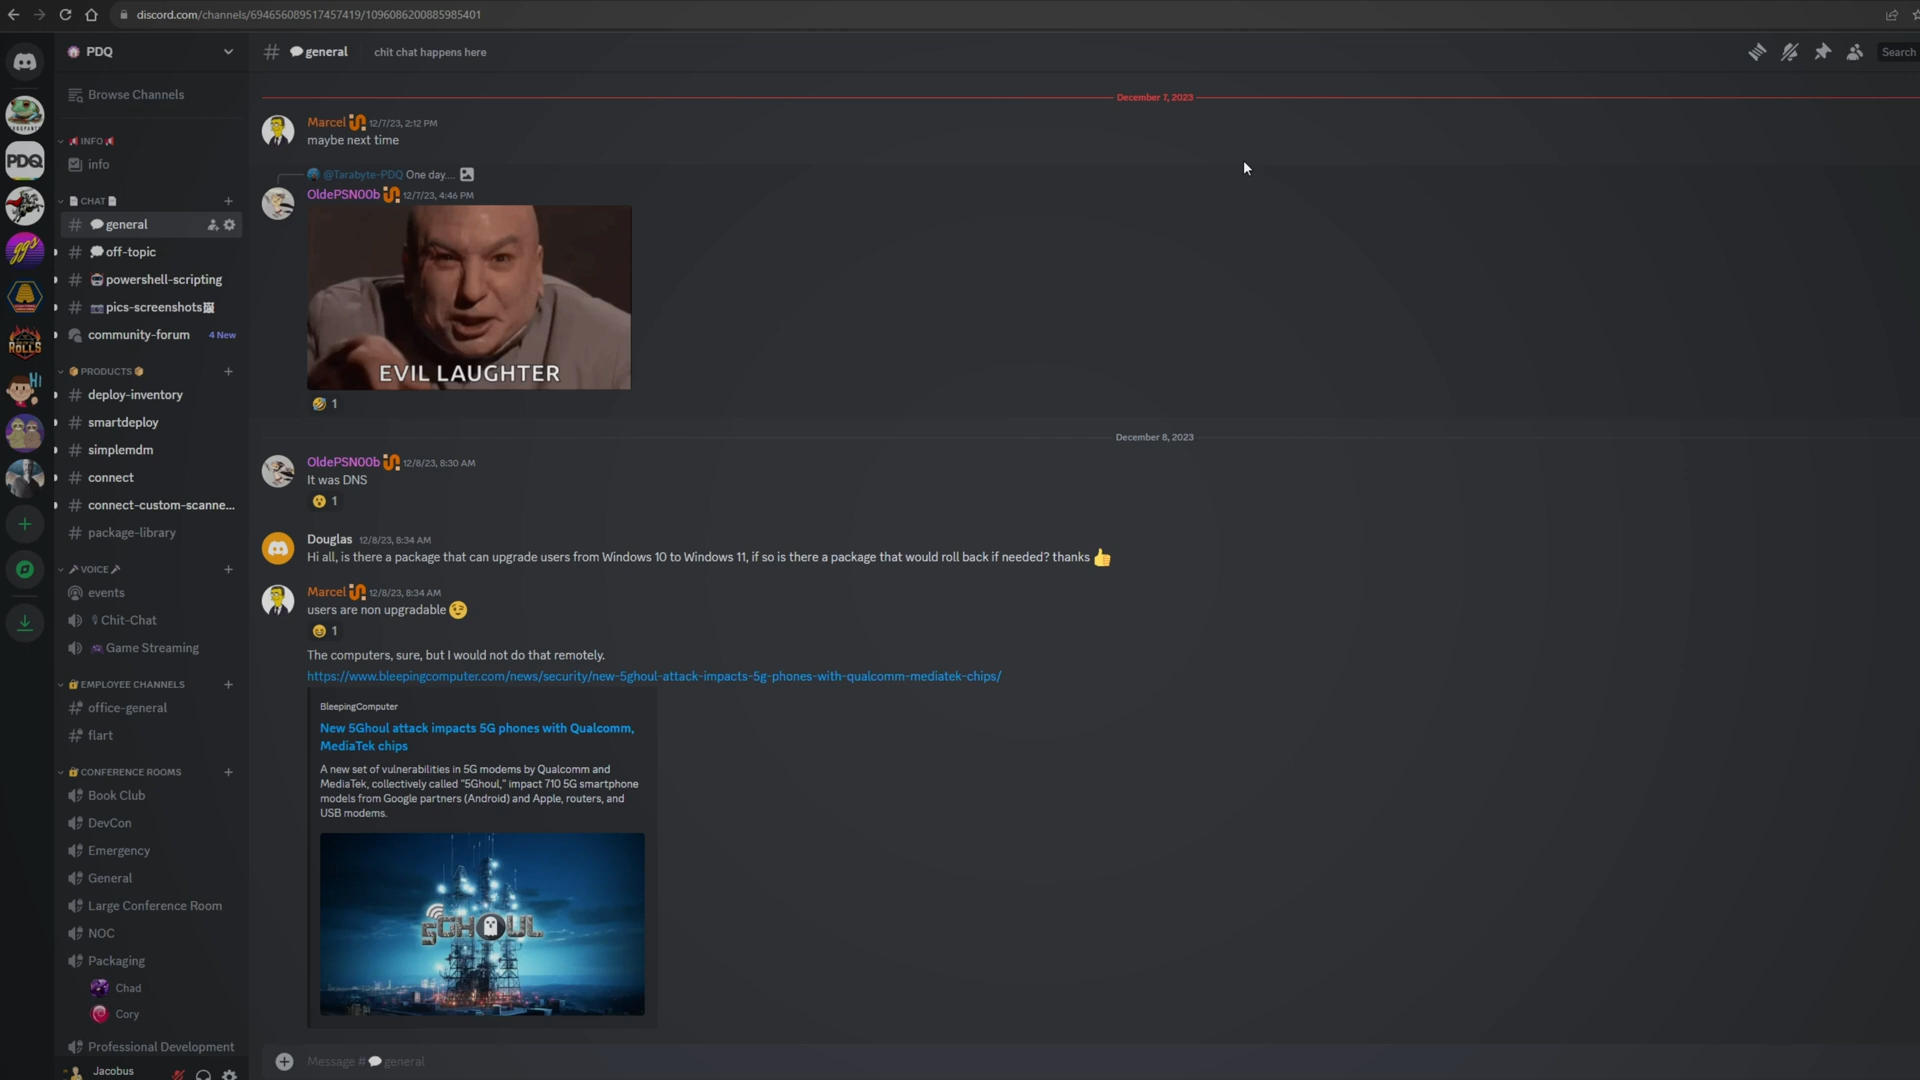 discord.com/channels/694656089517457419/1096086200885985401
PDQ
Browse Channels
INFO
info
CHAT
general
off-topic
powershell-scripting
pics-screenshots
community-forum 4 New
PRODUCTS
deploy-inventory
smartdeploy
simplemdm
connect
connect-custom-scanne...
package-library
VOICE
events
Chit-Chat
Game Streaming
EMPLOYEE CHANNELS
office-general
flart
CONFERENCE ROOMS
Book Club
DevCon
Emergency
General
Large Conference Room
NOC
Packaging
Chad
Cory
Professional Development
Jacobus
PDQ
ggs
ROLLS
HI
# general chit chat happens here
Search
December 7, 2023
Marcel 12/7/23, 2:12 PM
maybe next time
@Tarabyte-PDQ One day....
OldePSN00b 12/7/23, 4:46 PM
EVIL LAUGHTER
1
December 8, 2023
OldePSN00b 12/8/23, 8:30 AM
It was DNS
1
Douglas 12/8/23, 8:34 AM
Hi all, is there a package that can upgrade users from Windows 10 to Windows 11, if so is there a package that would roll back if needed? thanks
Marcel 12/8/23, 8:34 AM
users are non upgradable
1
The computers, sure, but I would not do that remotely.
https://www.bleepingcomputer.com/news/security/new-5ghoul-attack-impacts-5g-phones-with-qualcomm-mediatek-chips/
BleepingComputer
New 5Ghoul attack impacts 5G phones with Qualcomm,
MediaTek chips
A new set of vulnerabilities in 5G modems by Qualcomm and
MediaTek, collectively called "5Ghoul," impact 710 5G smartphone
models from Google partners (Android) and Apple, routers, and
USB modems.
5GHOUL
Message # general